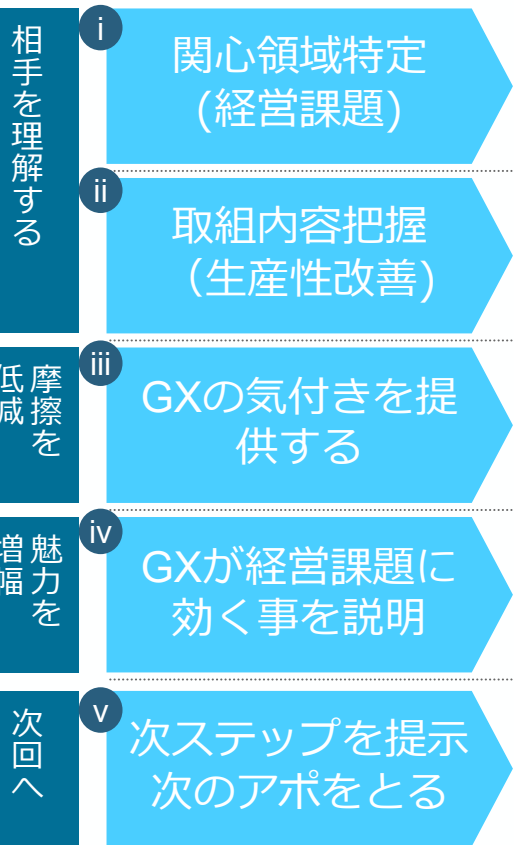 相手を理解する
i
関心領域特定
(経営課題)
ii
取組内容把握
（生産性改善)
摩擦を
低減
iii
GXの気付きを提
供する
魅力を
増幅
iv
GXが経営課題に
効く事を説明
次回へ
v
次ステップを提示
次のアポをとる